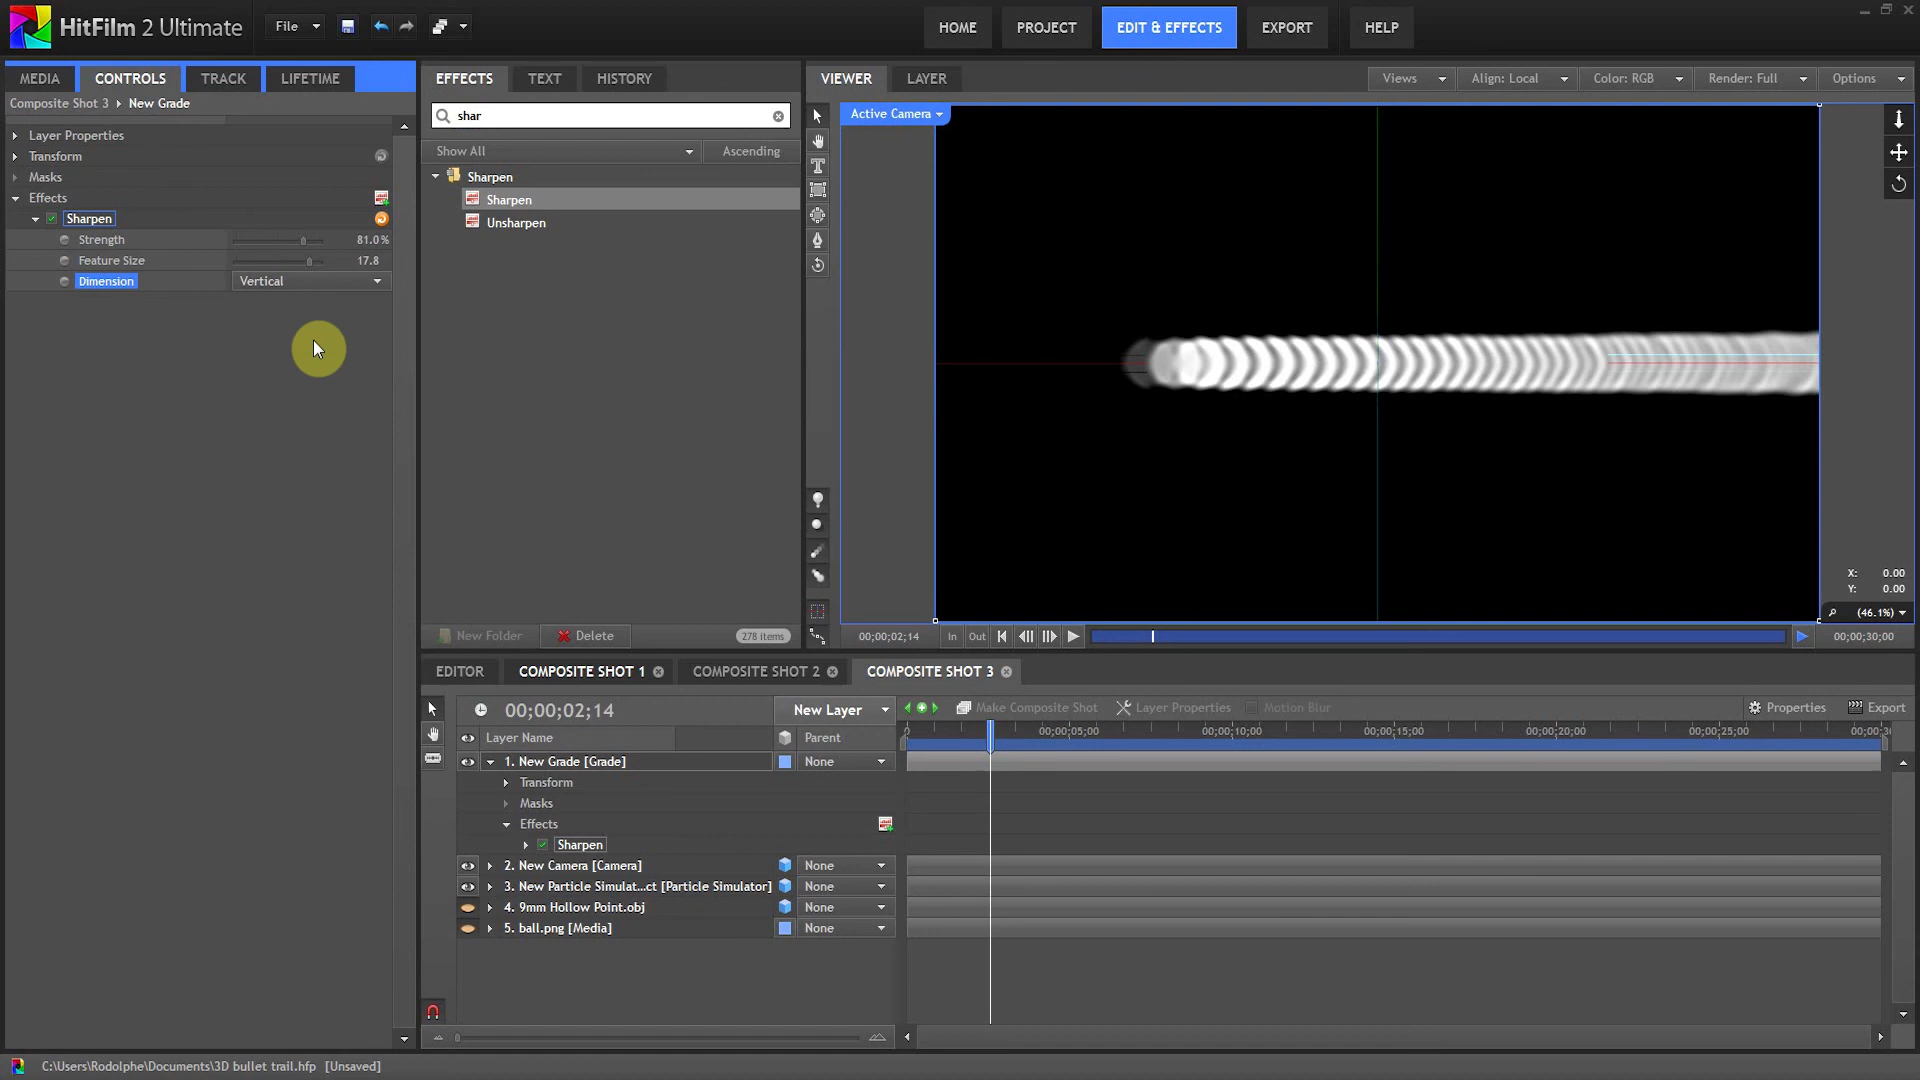 HitFilm 2 Ultimate
File
HOME
PROJECT
EDIT & EFFECTS
EXPORT
HELP
MEDIA
CONTROLS
TRACK
LIFETIME
Composite Shot 3 New Grade
Layer Properties
Transform
Masks
Effects
Sharpen
Strength 81.0%
Feature Size 17.8
Dimension Vertical
EFFECTS
TEXT
HISTORY
shar
Show All
Ascending
Sharpen
Sharpen
Unsharpen
New Folder
Delete
278 items
VIEWER
LAYER
Views
Align: Local
Color: RGB
Render: Full
Options
Active Camera
X: 0.00
Y: 0.00
(46.1%)
00;00;02;14
In
Out
00;00;30;00
EDITOR
COMPOSITE SHOT 1
COMPOSITE SHOT 2
COMPOSITE SHOT 3
00;00;02;14
New Layer
Make Composite Shot
Layer Properties
Motion Blur
Properties
Export
Layer Name
Parent
0
00;00;05;00
00;00;10;00
00;00;15;00
00;00;20;00
00;00;25;00
1. New Grade [Grade] None
Transform
Masks
Effects
Sharpen
2. New Camera [Camera] None
3. New Particle Simulat...ct [Particle Simulator] None
4. 9mm Hollow Point.obj None
5. ball.png [Media] None
C:\Users\Rodolphe\Documents\3D bullet trail.hfp [Unsaved]